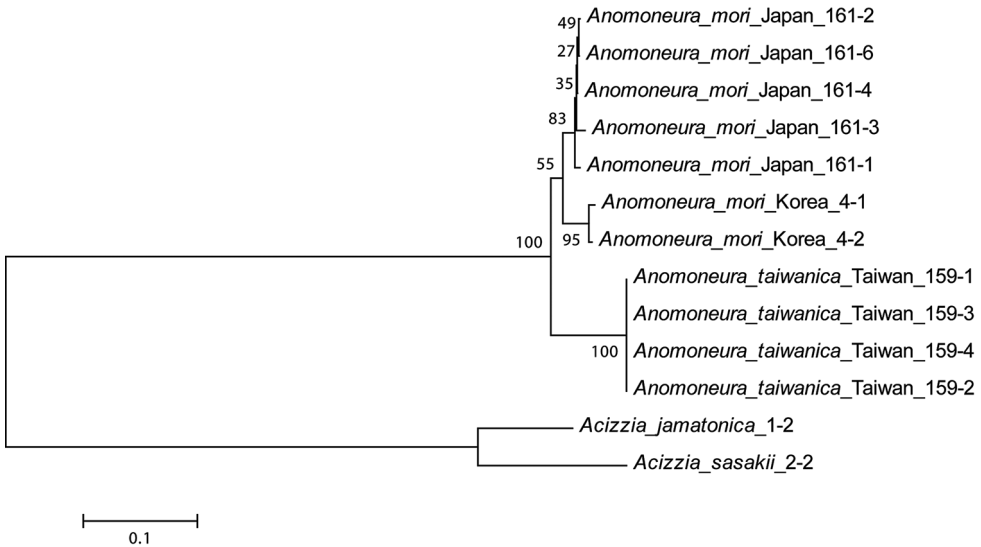 Anomoneura_mori_Japan_161-2
49
Anomoneura_mori_Japan_161-6
27
Anomoneura_mori_Japan_161-4
35
Anomoneura_mori_Japan_161-3
83
Anomoneura_mori_Japan_161-1
55
Anomoneura_mori_Korea_4-1
Anomoneura_mori_Korea_4-2
95
100
Anomoneura_taiwanica_Taiwan_159-1
Anomoneura_taiwanica_Taiwan_159-3
Anomoneura_taiwanica_Taiwan_159-4
100
Anomoneura_taiwanica_Taiwan_159-2
Acizzia_jamatonica_1-2
Acizzia_sasakii_2-2
0.1